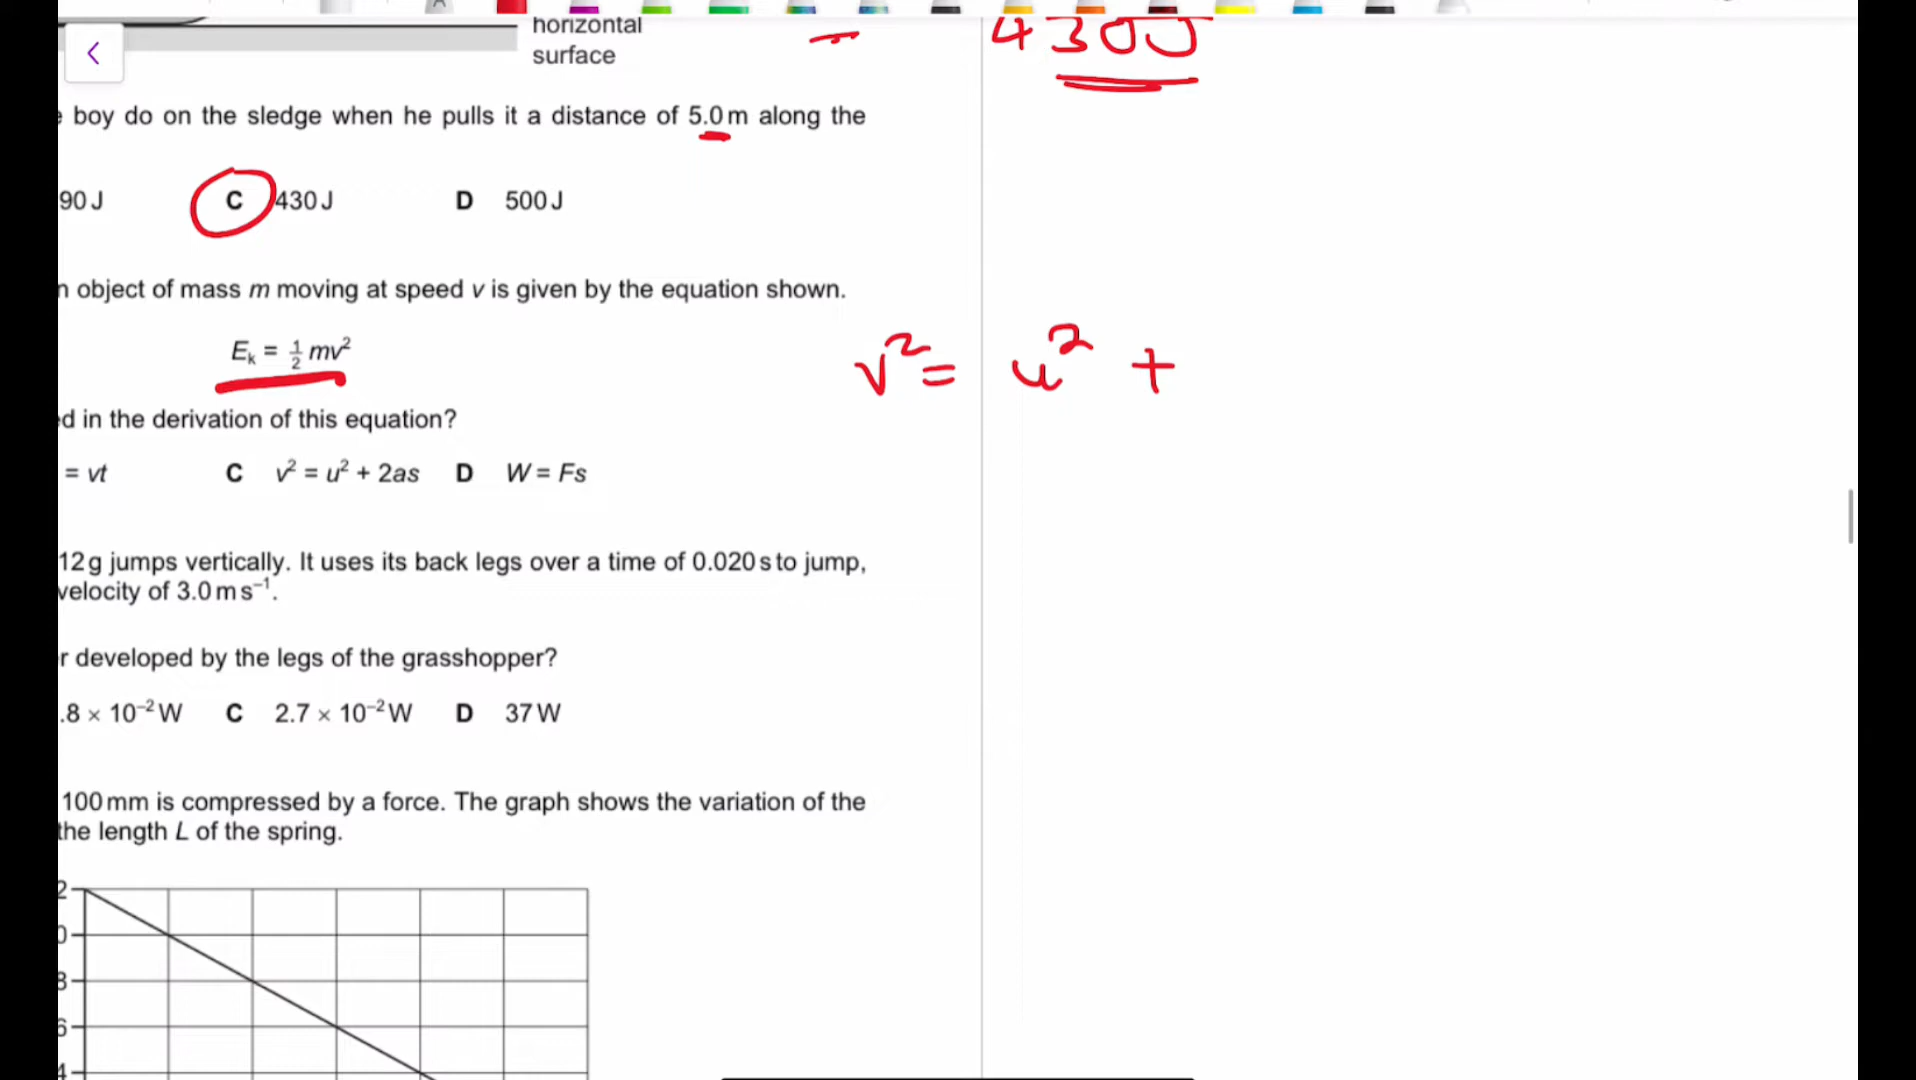 horizontal
surface
= 430J
boy do on the sledge when he pulls it a distance of 5.0 m along the
90 J C 430 J D 500 J
n object of mass m moving at speed v is given by the equation shown.
Eₖ = ½ mv²
v² = u² +
d in the derivation of this equation?
= vt C v² = u² + 2as D W = Fs
12 g jumps vertically. It uses its back legs over a time of 0.020 s to jump,
velocity of 3.0 m s⁻¹.
r developed by the legs of the grasshopper?
.8 × 10⁻² W C 2.7 × 10⁻² W D 37 W
100 mm is compressed by a force. The graph shows the variation of the
the length L of the spring.
2
0
8
6
4